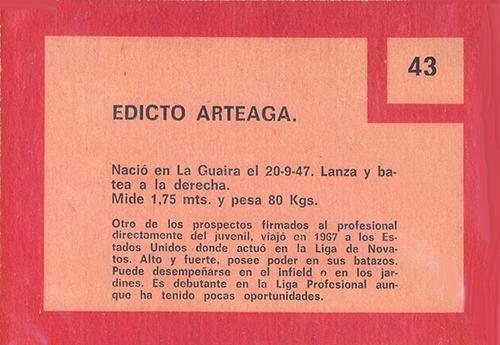 43
EDICTO ARTEAGA.
Nació en La Guaira el 20-9-47. Lanza y ba-
tea a la derecha.
Mide 1,75 mts. y pesa 80 Kgs.
Otro de los prospectos firmados al profesional
directamente del juvenil, viajó en 1967 a los Es-
tados Unidos donde actuó en la Liga de Nova-
tos. Alto y fuerte, posee poder en sus batazos.
Puede desempeñarse en el infield o en los jar-
dines. Es debutante en la Liga Profesional aun-
que ha tenido pocas oportunidades.